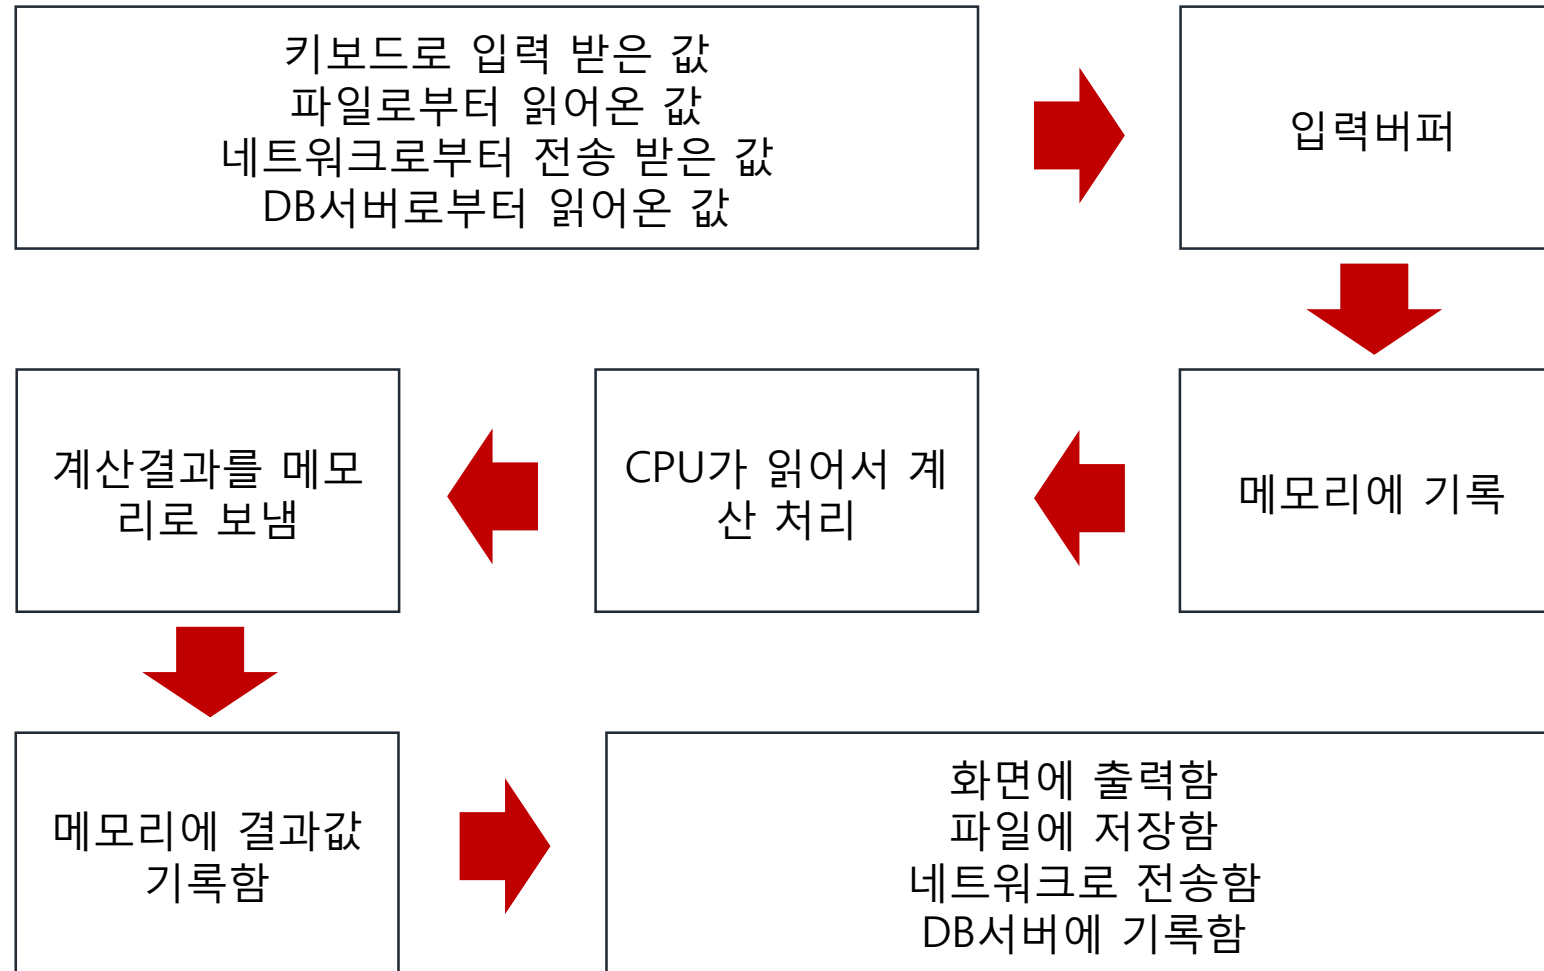 키보드로 입력 받은 값
파일로부터 읽어온 값
네트워크로부터 전송 받은 값
DB서버로부터 읽어온 값
입력버퍼
메모리에 기록
CPU가 읽어서 계
산 처리
계산결과를 메모
리로 보냄
메모리에 결과값
기록함
화면에 출력함
파일에 저장함
네트워크로 전송함
DB서버에 기록함